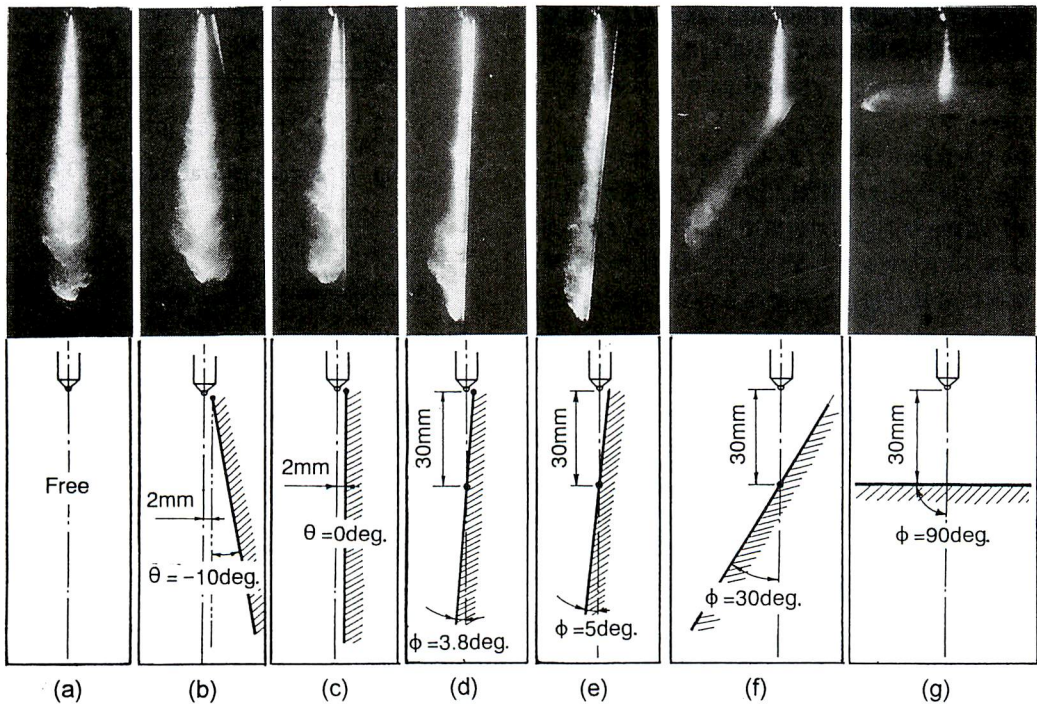 Free
2mm
θ = −10deg.
2mm
θ =0deg.
30mm
ϕ =3.8deg.
30mm
ϕ =5deg.
30mm
ϕ =30deg.
30mm
ϕ =90deg.
(a) (b) (c) (d) (e) (f) (g)